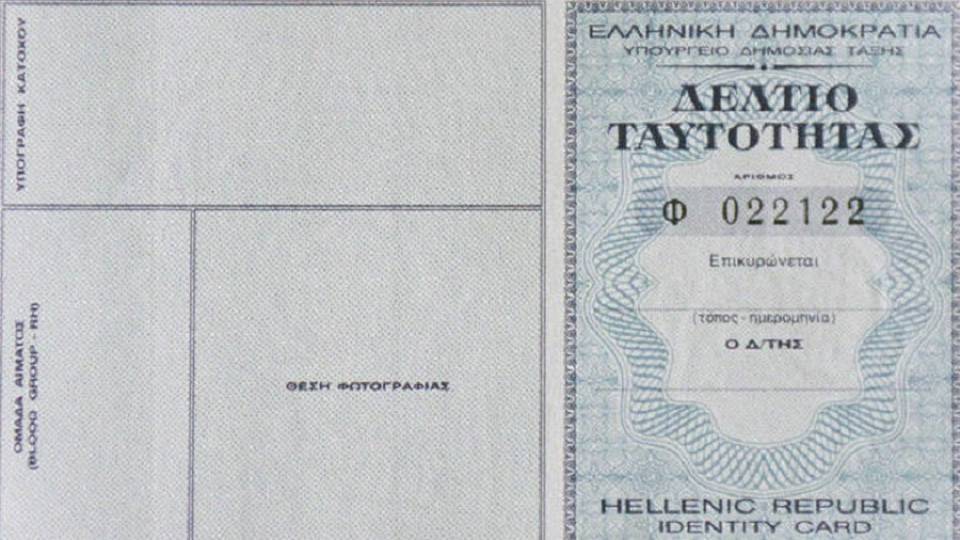 ΥΠΟΓΡΑΦΗ ΚΑΤΟΧΟΥ
ΟΜΑΔΑ ΑΙΜΑΤΟΣ
(BLOOD GROUP - RH)
ΘΕΣΗ ΦΩΤΟΓΡΑΦΙΑΣ
ΕΛΛΗΝΙΚΗ ΔΗΜΟΚΡΑΤΙΑ
ΥΠΟΥΡΓΕΙΟ ΔΗΜΟΣΙΑΣ ΤΑΞΗΣ
ΔΕΛΤΙΟ
ΤΑΥΤΟΤΗΤΑΣ
ΑΡΙΘΜΟΣ
Φ 022122
Επικυρώνεται
(τόπος - ημερομηνία)
Ο Δ/ΤΗΣ
HELLENIC REPUBLIC
IDENTITY CARD